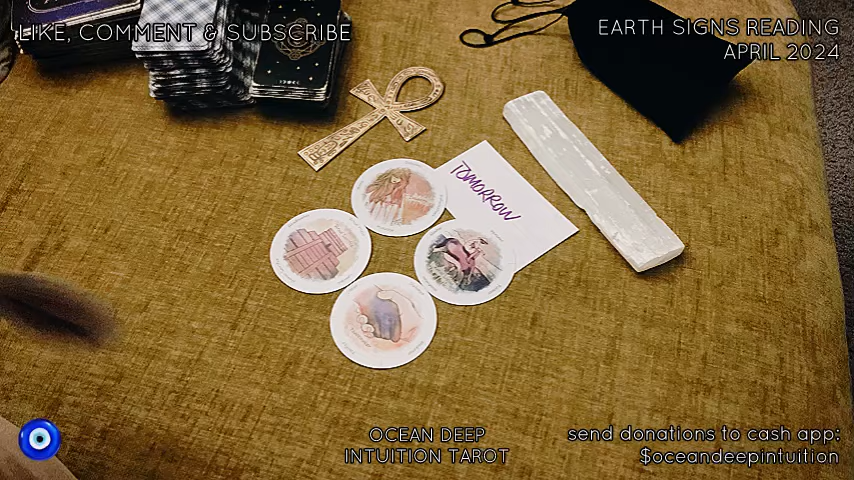 LIKE, COMMENT & SUBSCRIBE
EARTH SIGNS READING
APRIL 2024
TOMORROW
OCEAN DEEP
INTUITION TAROT
send donations to cash app:
$oceandeepintuition